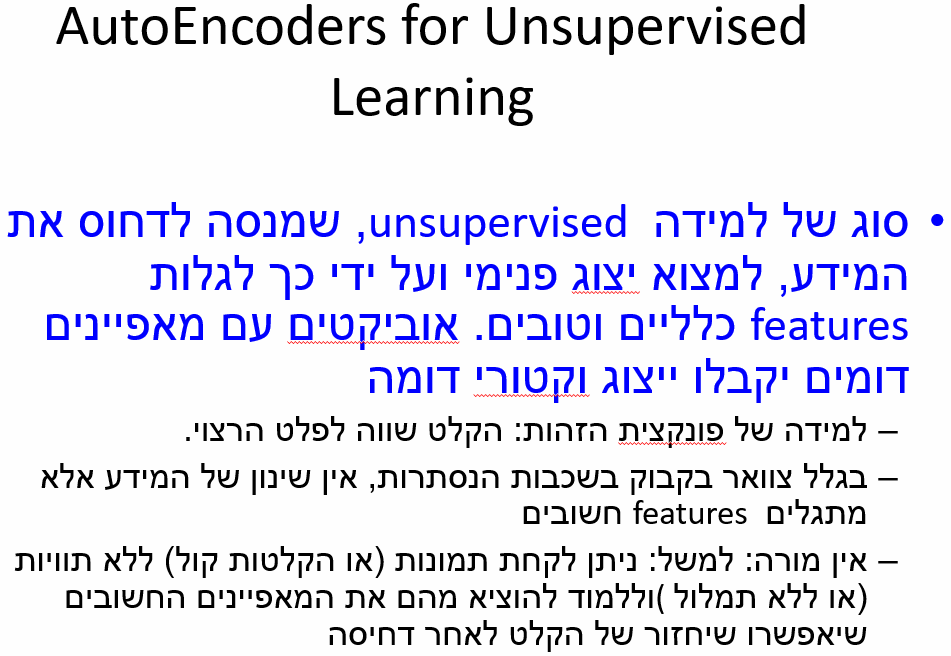 AutoEncoders for Unsupervised
Learning
• סוג של למידה unsupervised, שמנסה לדחוס את
המידע, למצוא יצוג פנימי ועל ידי כך לגלות
features כלליים וטובים. אוביקטים עם מאפיינים
דומים יקבלו ייצוג וקטורי דומה
– למידה של פונקצית הזהות: הקלט שווה לפלט הרצוי.
– בגלל צוואר בקבוק בשכבות הנסתרות, אין שינון של המידע אלא
מתגלים features חשובים
– אין מורה: למשל: ניתן לקחת תמונות (או הקלטות קול) ללא תוויות
(או ללא תמלול )וללמוד להוציא מהם את המאפיינים החשובים
שיאפשרו שיחזור של הקלט לאחר דחיסה